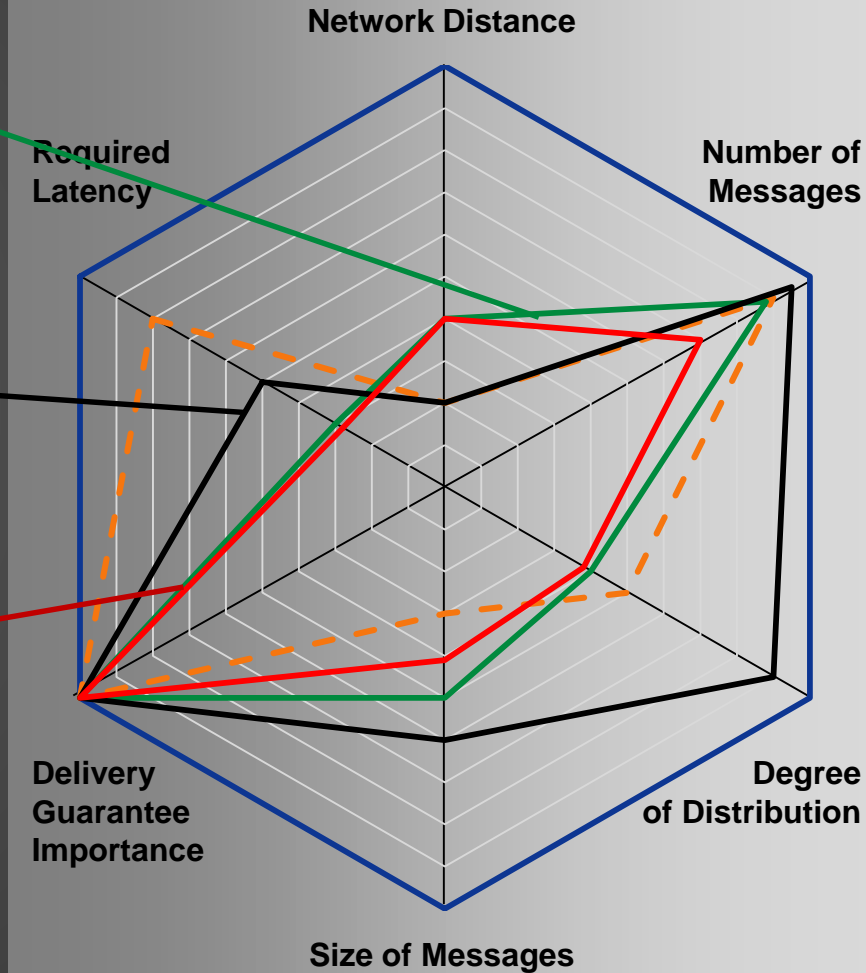 Network Distance
Required
Latency
Number of
Messages
Delivery
Guarantee
Importance
Degree
of Distribution
Size of Messages